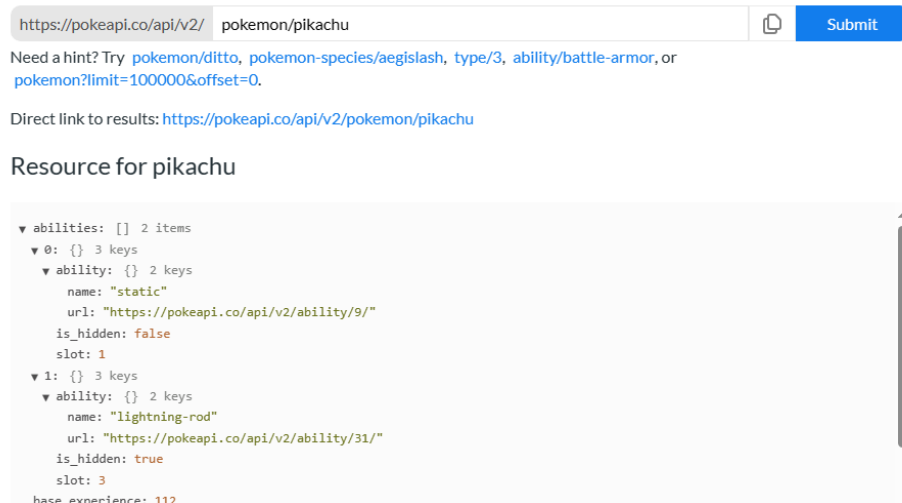 https://pokeapi.co/api/v2/ pokemon/pikachu Submit
Need a hint? Try pokemon/ditto, pokemon-species/aegislash, type/3, ability/battle-armor, or
pokemon?limit=100000&offset=0.
Direct link to results: https://pokeapi.co/api/v2/pokemon/pikachu
Resource for pikachu
▼ abilities: [] 2 items
▼ 0: {} 3 keys
▼ ability: {} 2 keys
name: "static"
url: "https://pokeapi.co/api/v2/ability/9/"
is_hidden: false
slot: 1
▼ 1: {} 3 keys
▼ ability: {} 2 keys
name: "lightning-rod"
url: "https://pokeapi.co/api/v2/ability/31/"
is_hidden: true
slot: 3
base_experience: 112